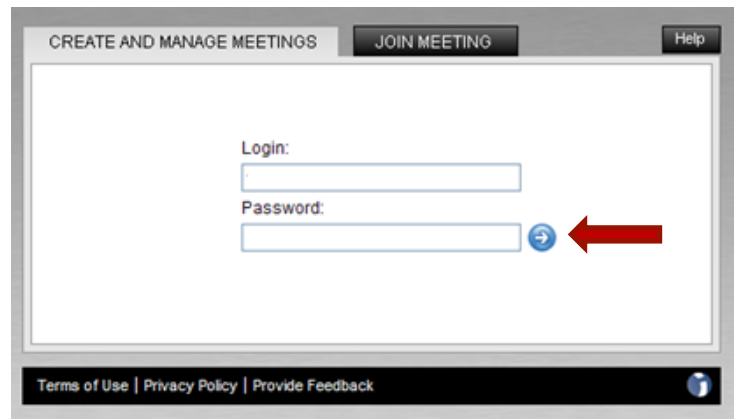 CREATE AND MANAGE MEETINGS JOIN MEETING Help
Login:
Password:
Terms of Use | Privacy Policy | Provide Feedback